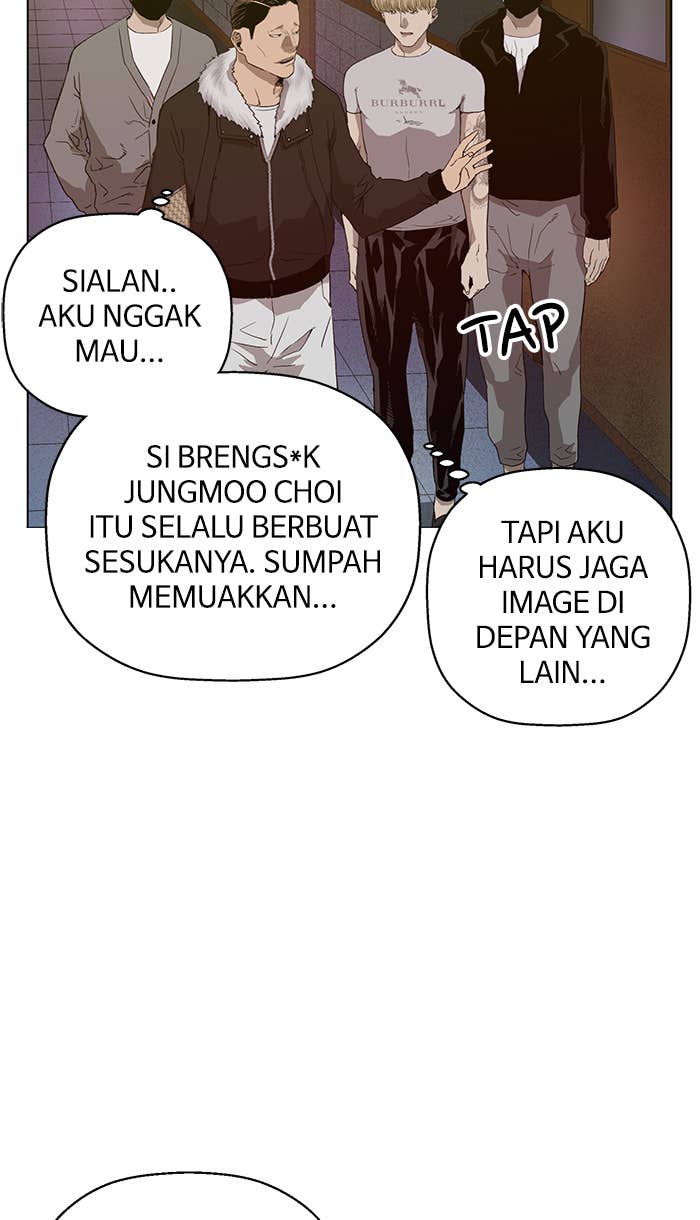 BURBURRL
SIALAN..
AKU NGGAK
MAU...
TAP
SI BRENGS*K
JUNGMOO CHOI
ITU SELALU BERBUAT
SESUKANYA. SUMPAH
MEMUAKKAN...
TAPI AKU
HARUS JAGA
IMAGE DI
DEPAN YANG
LAIN...